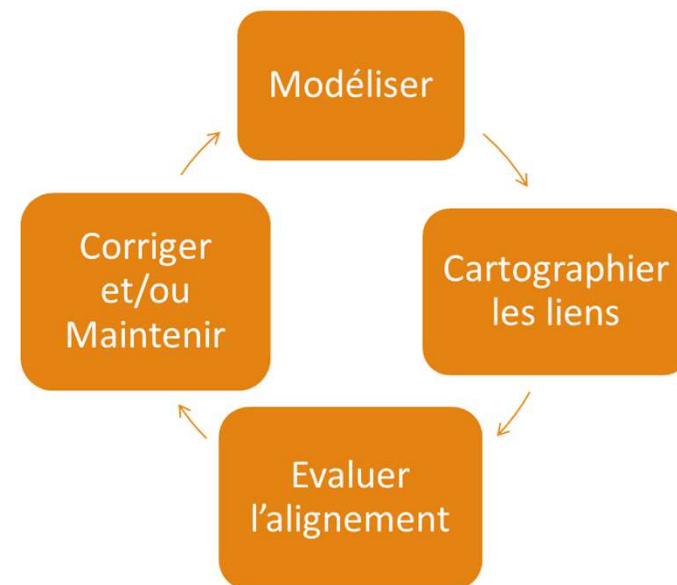 Modéliser
Cartographier
les liens
Evaluer
l’alignement
Corriger
et/ou
Maintenir